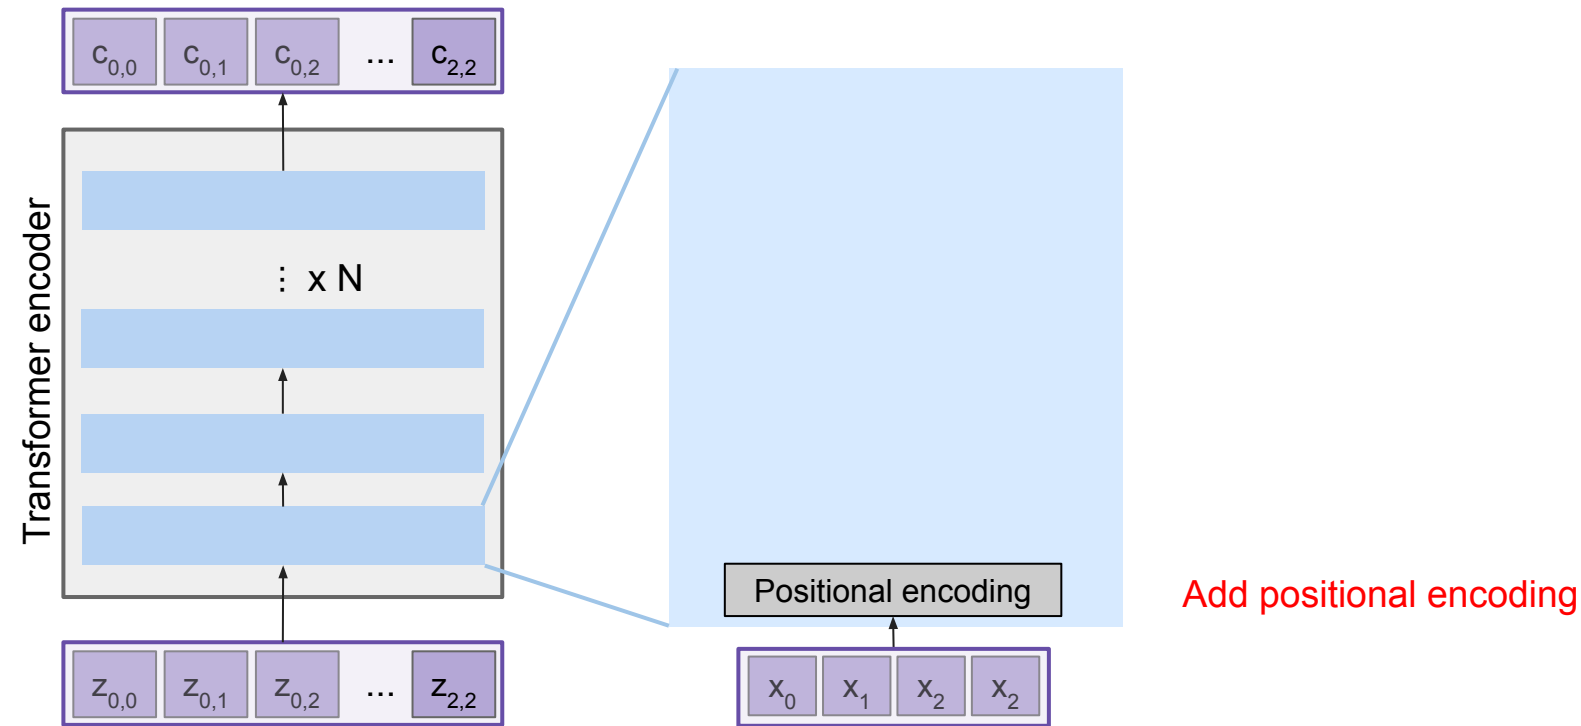 c0,0 c0,1 c0,2 ... c2,2
Transformer encoder
⋮ x N
z0,0 z0,1 z0,2 ... z2,2
Positional encoding
x0 x1 x2 x2
Add positional encoding